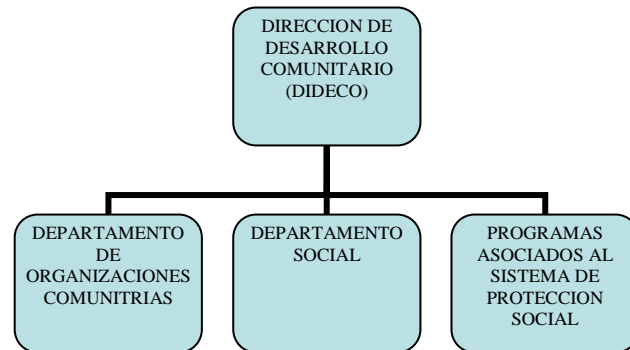 DIRECCION DE
DESARROLLO
COMUNITARIO
(DIDECO)
DEPARTAMENTO
DE
ORGANIZACIONES
COMUNITRIAS
DEPARTAMENTO
SOCIAL
PROGRAMAS
ASOCIADOS AL
SISTEMA DE
PROTECCION
SOCIAL